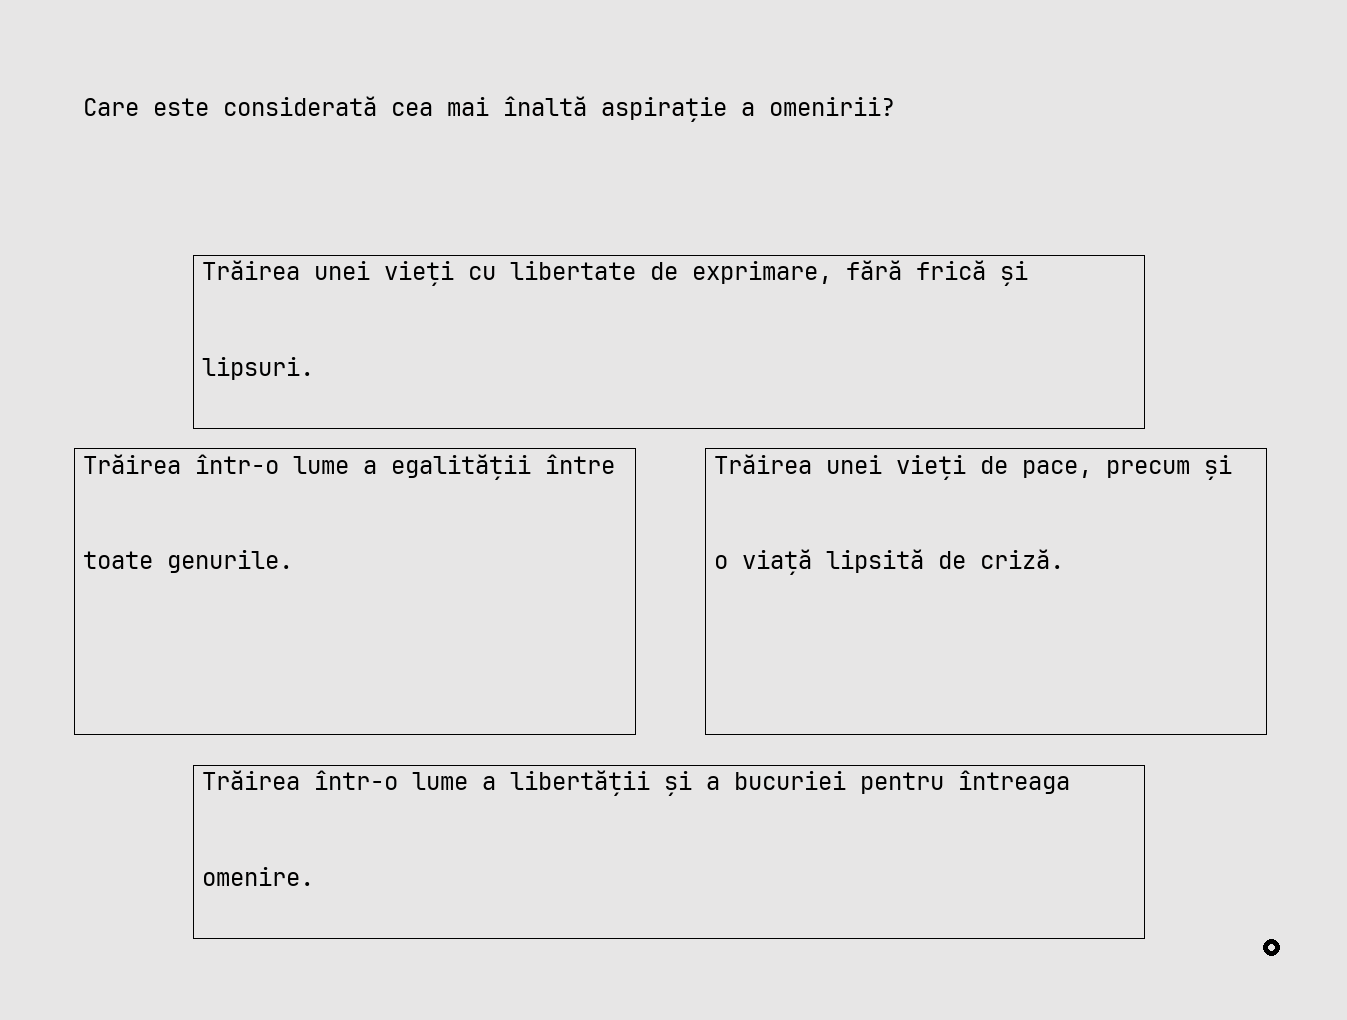 Care este considerată cea mai înaltă aspirație a omenirii?
Trăirea unei vieți cu libertate de exprimare, fără frică și
lipsuri.
Trăirea într-o lume a egalității între
toate genurile.
Trăirea unei vieți de pace, precum și
o viață lipsită de criză.
Trăirea într-o lume a libertății și a bucuriei pentru întreaga
omenire.